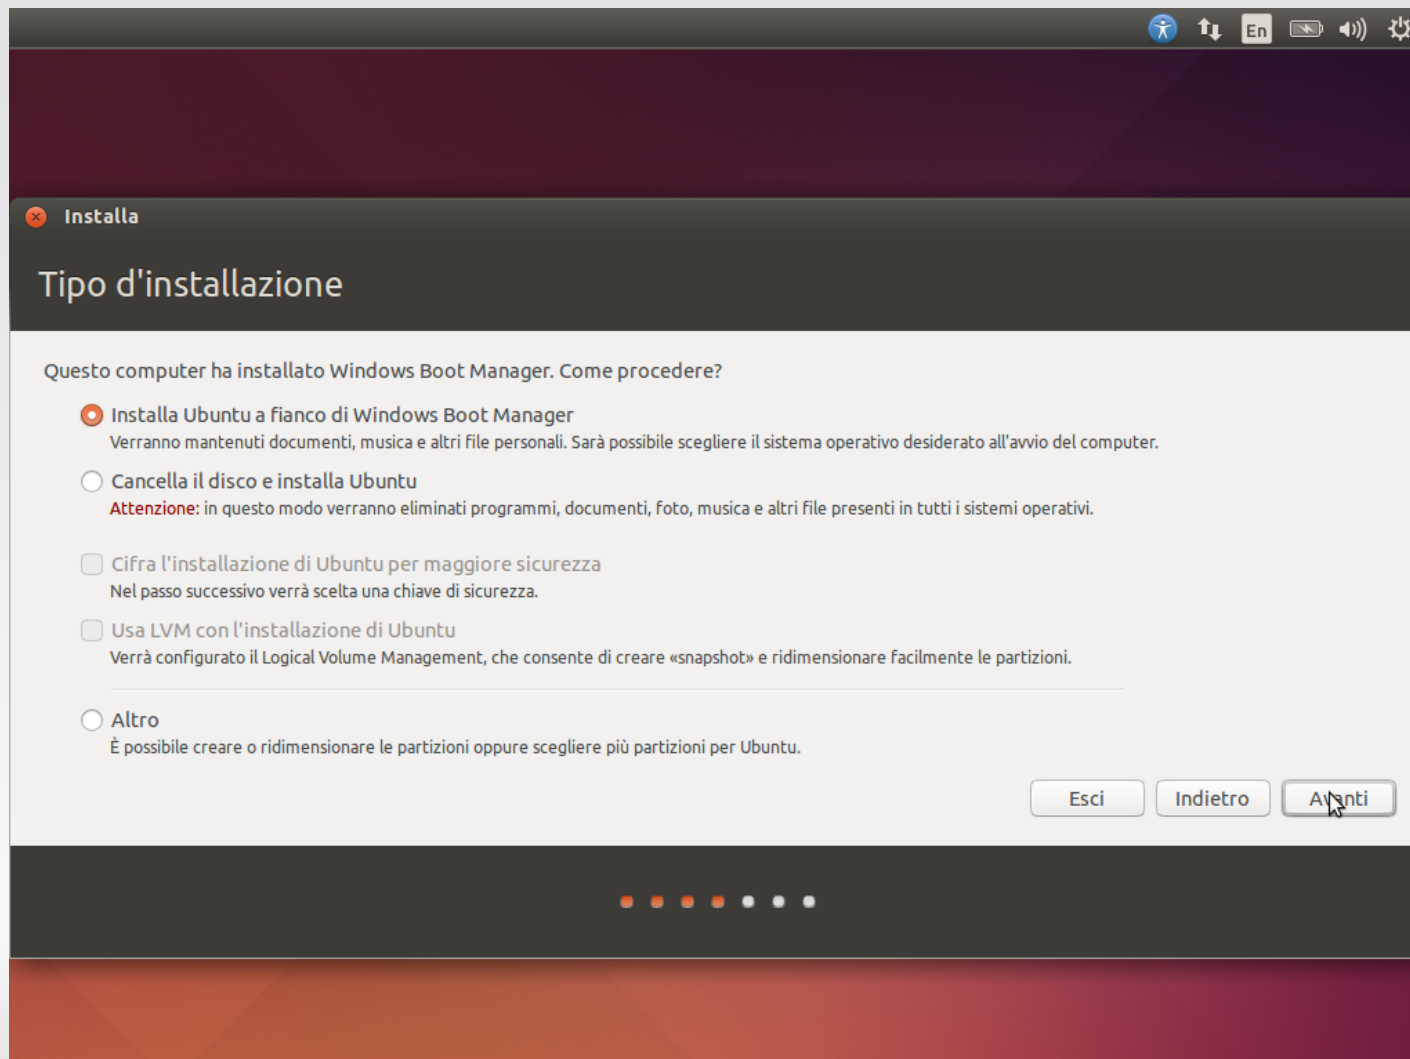 En
Installa
Tipo d'installazione
Questo computer ha installato Windows Boot Manager. Come procedere?
Installa Ubuntu a fianco di Windows Boot Manager
Verranno mantenuti documenti, musica e altri file personali. Sarà possibile scegliere il sistema operativo desiderato all'avvio del computer.
Cancella il disco e installa Ubuntu
Attenzione: in questo modo verranno eliminati programmi, documenti, foto, musica e altri file presenti in tutti i sistemi operativi.
Cifra l'installazione di Ubuntu per maggiore sicurezza
Nel passo successivo verrà scelta una chiave di sicurezza.
Usa LVM con l'installazione di Ubuntu
Verrà configurato il Logical Volume Management, che consente di creare «snapshot» e ridimensionare facilmente le partizioni.
Altro
È possibile creare o ridimensionare le partizioni oppure scegliere più partizioni per Ubuntu.
Esci Indietro Avanti